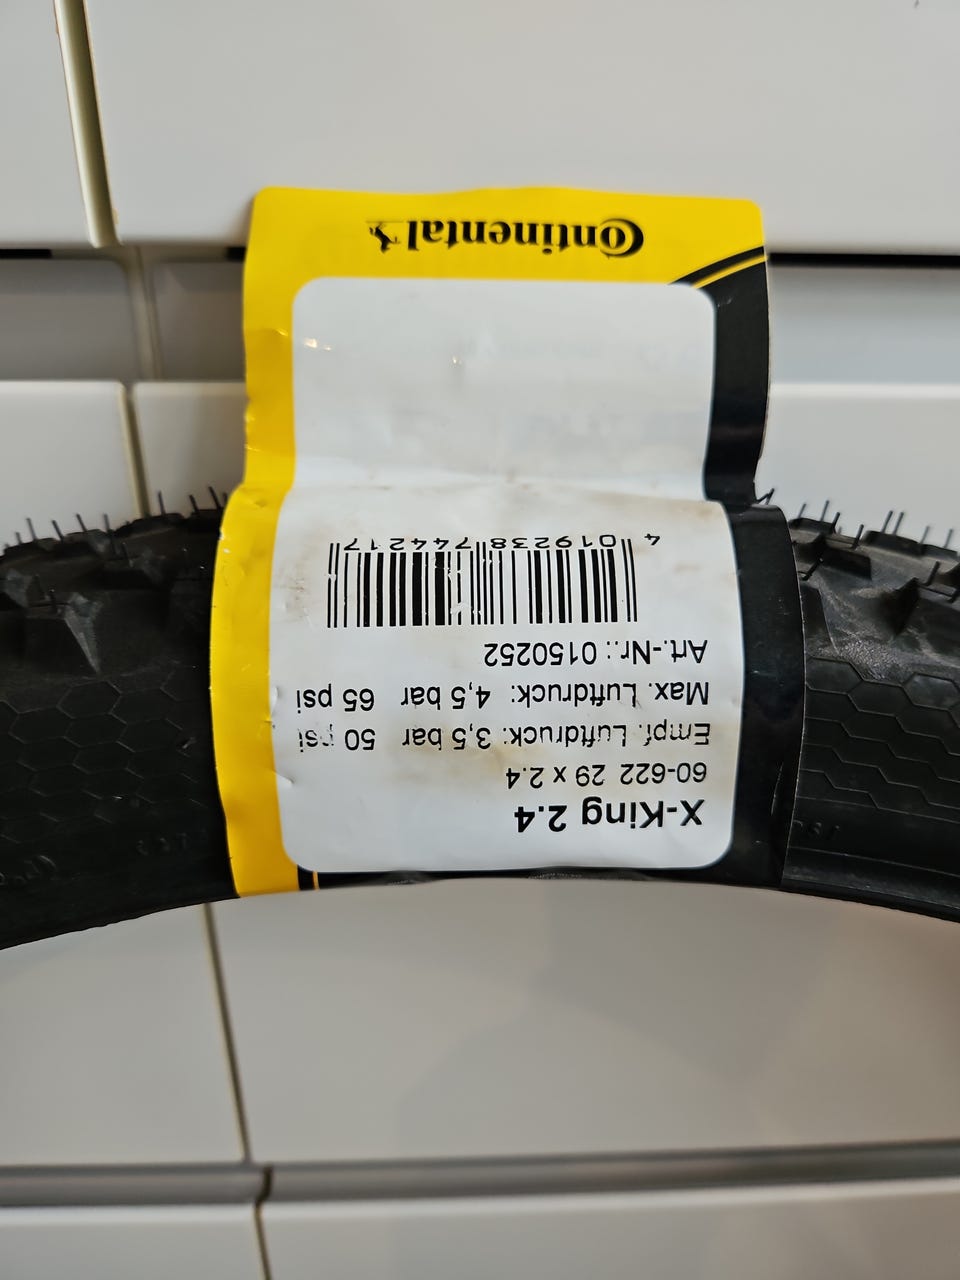 Continental
X-King 2.4
60-622 29 x 2.4
Empf. Luftdruck: 3,5 bar 50 psi
Max. Luftdruck: 4,5 bar 65 psi
Art.-Nr.: 0150252
4 019238 744217